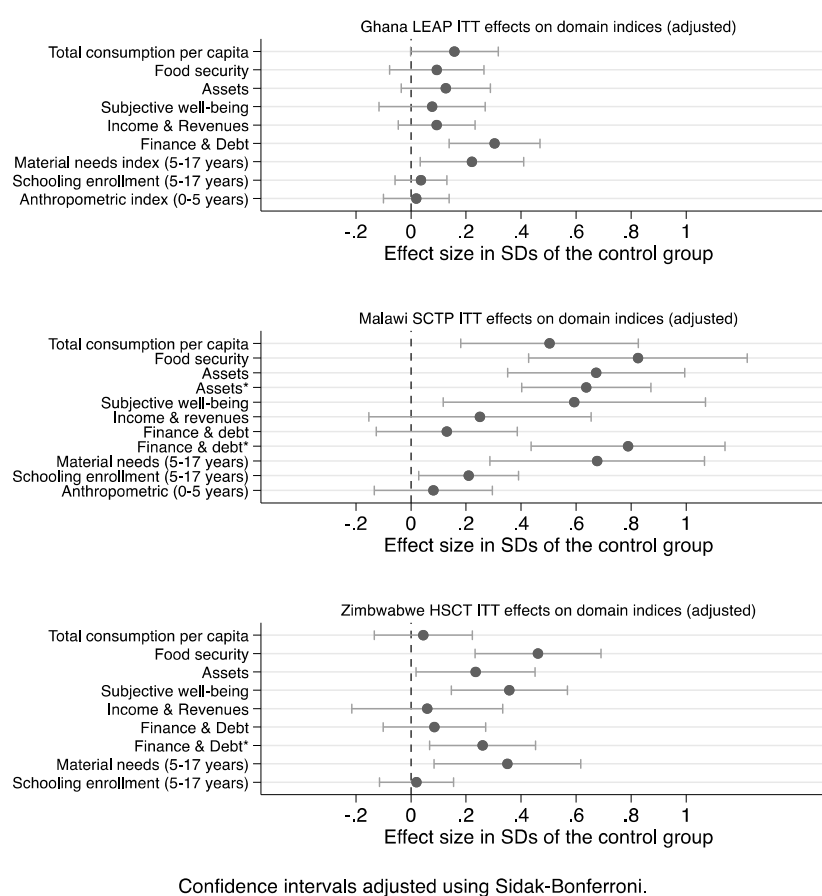 Ghana LEAP ITT effects on domain indices (adjusted)
Total consumption per capita
Food security
Assets
Subjective well-being
Income & Revenues
Finance & Debt
Material needs index (5-17 years)
Schooling enrollment (5-17 years)
Anthropometric index (0-5 years)
-.2 0 .2 .4 .6 .8 1
Effect size in SDs of the control group
Malawi SCTP ITT effects on domain indices (adjusted)
Total consumption per capita
Food security
Assets
Assets*
Subjective well-being
Income & revenues
Finance & debt
Finance & debt*
Material needs (5-17 years)
Schooling enrollment (5-17 years)
Anthropometric (0-5 years)
-.2 0 .2 .4 .6 .8 1
Effect size in SDs of the control group
Zimbwabwe HSCT ITT effects on domain indices (adjusted)
Total consumption per capita
Food security
Assets
Subjective well-being
Income & Revenues
Finance & Debt
Finance & Debt*
Material needs (5-17 years)
Schooling enrollment (5-17 years)
-.2 0 .2 .4 .6 .8 1
Effect size in SDs of the control group
Confidence intervals adjusted using Sidak-Bonferroni.